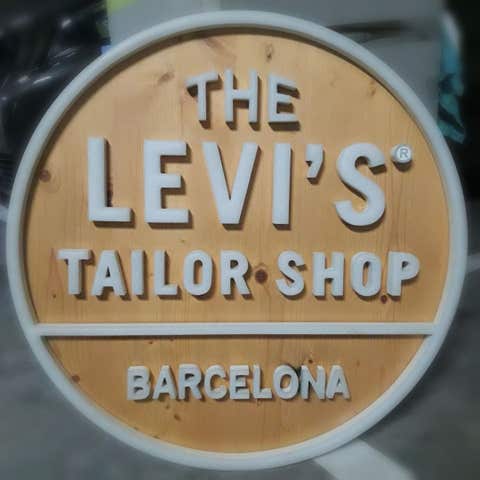 THE
LEVI'S®
TAILOR SHOP
BARCELONA